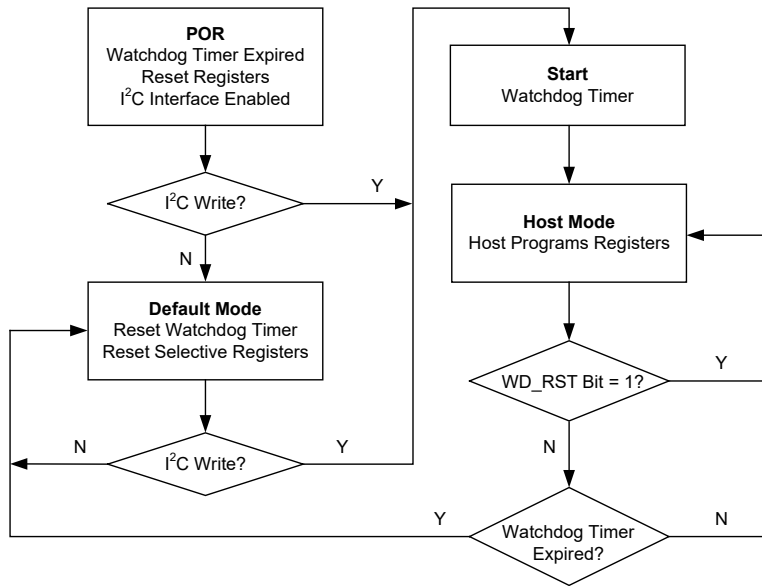 POR
Watchdog Timer Expired
Reset Registers
I²C Interface Enabled
Start
Watchdog Timer
I²C Write?
Y
N
Host Mode
Host Programs Registers
Default Mode
Reset Watchdog Timer
Reset Selective Registers
WD_RST Bit = 1?
Y
N
I²C Write?
N
Y
Watchdog Timer
Expired?
Y
N